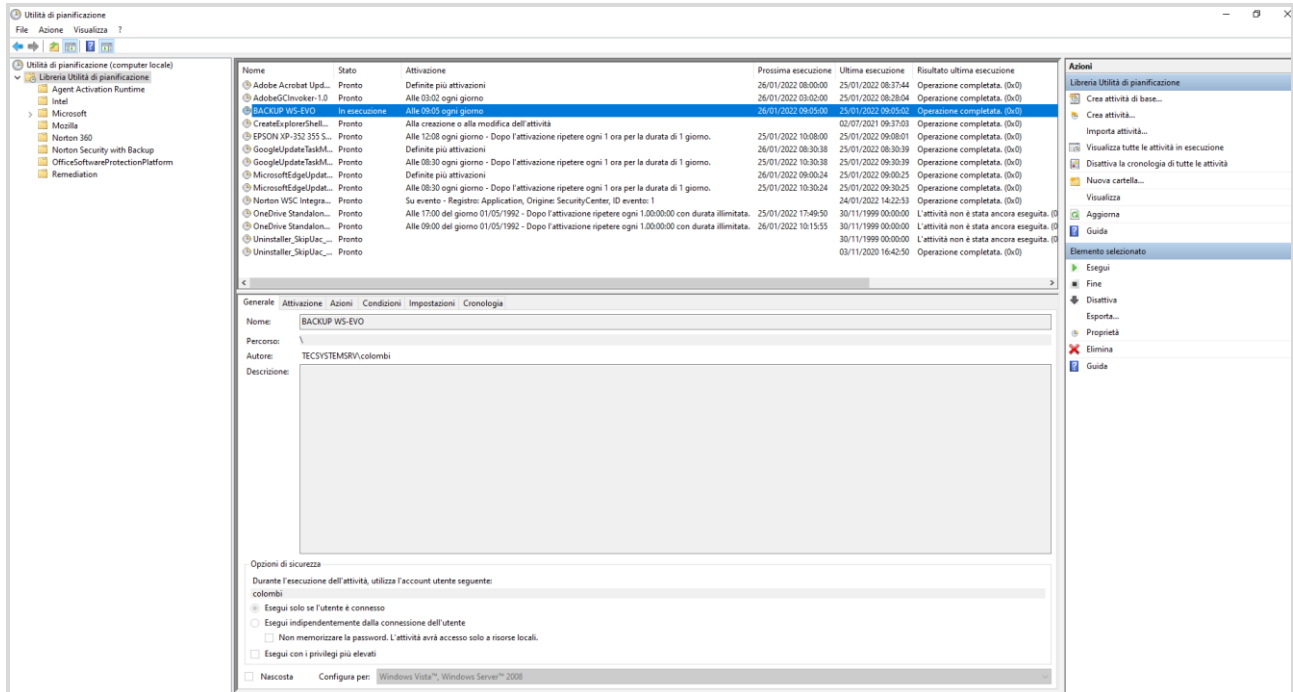 Utilità di pianificazione
File Azione Visualizza ?
Utilità di pianificazione (computer locale)
Libreria Utilità di pianificazione
Agent Activation Runtime
Intel
Microsoft
Mozilla
Norton 360
Norton Security with Backup
OfficeSoftwareProtectionPlatform
Remediation
Nome Stato Attivazione Prossima esecuzione Ultima esecuzione Risultato ultima esecuzione
Adobe Acrobat Upd... Pronto Definite più attivazioni 26/01/2022 08:00:00 25/01/2022 08:37:44 Operazione completata. (0x0)
AdobeGCInvoker-1.0 Pronto Alle 03:02 ogni giorno 26/01/2022 03:02:00 25/01/2022 08:28:04 Operazione completata. (0x0)
BACKUP WS-EVO In esecuzione Alle 09:05 ogni giorno 26/01/2022 09:05:00 25/01/2022 09:05:02 Operazione completata. (0x0)
CreateExplorerShell... Pronto Alla creazione o alla modifica dell'attività 02/07/2021 09:37:03 Operazione completata. (0x0)
EPSON XP-352 355 S... Pronto Alle 12:08 ogni giorno - Dopo l'attivazione ripetere ogni 1 ora per la durata di 1 giorno. 25/01/2022 10:08:00 25/01/2022 09:08:01 Operazione completata. (0x0)
GoogleUpdateTaskM... Pronto Definite più attivazioni 26/01/2022 08:30:38 25/01/2022 08:30:39 Operazione completata. (0x0)
GoogleUpdateTaskM... Pronto Alle 08:30 ogni giorno - Dopo l'attivazione ripetere ogni 1 ora per la durata di 1 giorno. 25/01/2022 10:30:38 25/01/2022 09:30:39 Operazione completata. (0x0)
MicrosoftEdgeUpdat... Pronto Definite più attivazioni 26/01/2022 09:00:24 25/01/2022 09:00:25 Operazione completata. (0x0)
MicrosoftEdgeUpdat... Pronto Alle 08:30 ogni giorno - Dopo l'attivazione ripetere ogni 1 ora per la durata di 1 giorno. 25/01/2022 10:30:24 25/01/2022 09:30:25 Operazione completata. (0x0)
Norton WSC Integra... Pronto Su evento - Registro: Application, Origine: SecurityCenter, ID evento: 1 24/01/2022 14:22:53 Operazione completata. (0x0)
OneDrive Standalon... Pronto Alle 17:00 del giorno 01/05/1992 - Dopo l'attivazione ripetere ogni 1.00:00:00 con durata illimitata. 25/01/2022 17:49:50 30/11/1999 00:00:00 L'attività non è stata ancora eseguita. (0
OneDrive Standalon... Pronto Alle 09:00 del giorno 01/05/1992 - Dopo l'attivazione ripetere ogni 1.00:00:00 con durata illimitata. 26/01/2022 10:15:55 30/11/1999 00:00:00 L'attività non è stata ancora eseguita. (0
Uninstaller_SkipUac_... Pronto 30/11/1999 00:00:00 L'attività non è stata ancora eseguita. (0
Uninstaller_SkipUac_... Pronto 03/11/2020 16:42:50 Operazione completata. (0x0)
Generale Attivazione Azioni Condizioni Impostazioni Cronologia
Nome: BACKUP WS-EVO
Percorso: \
Autore: TECSYSTEMSRV\colombi
Descrizione:
Opzioni di sicurezza
Durante l'esecuzione dell'attività, utilizza l'account utente seguente:
colombi
Esegui solo se l'utente è connesso
Esegui indipendentemente dalla connessione dell'utente
Non memorizzare la password. L'attività avrà accesso solo a risorse locali.
Esegui con i privilegi più elevati
Nascosta Configura per: Windows Vista™, Windows Server™ 2008
Azioni
Libreria Utilità di pianificazione
Crea attività di base...
Crea attività...
Importa attività...
Visualizza tutte le attività in esecuzione
Disattiva la cronologia di tutte le attività
Nuova cartella...
Visualizza
Aggiorna
Guida
Elemento selezionato
Esegui
Fine
Disattiva
Esporta...
Proprietà
Elimina
Guida